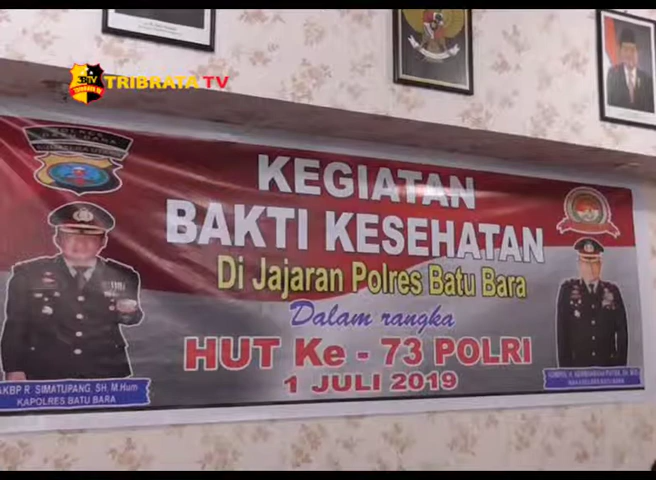 TRIBRATA TV
KEGIATAN
BAKTI KESEHATAN
Di Jajaran Polres Batu Bara
Dalam rangka
HUT Ke - 73 POLRI
1 JULI 2019
AKBP R. SIMATUPANG, SH, M.Hum
KAPOLRES BATU BARA